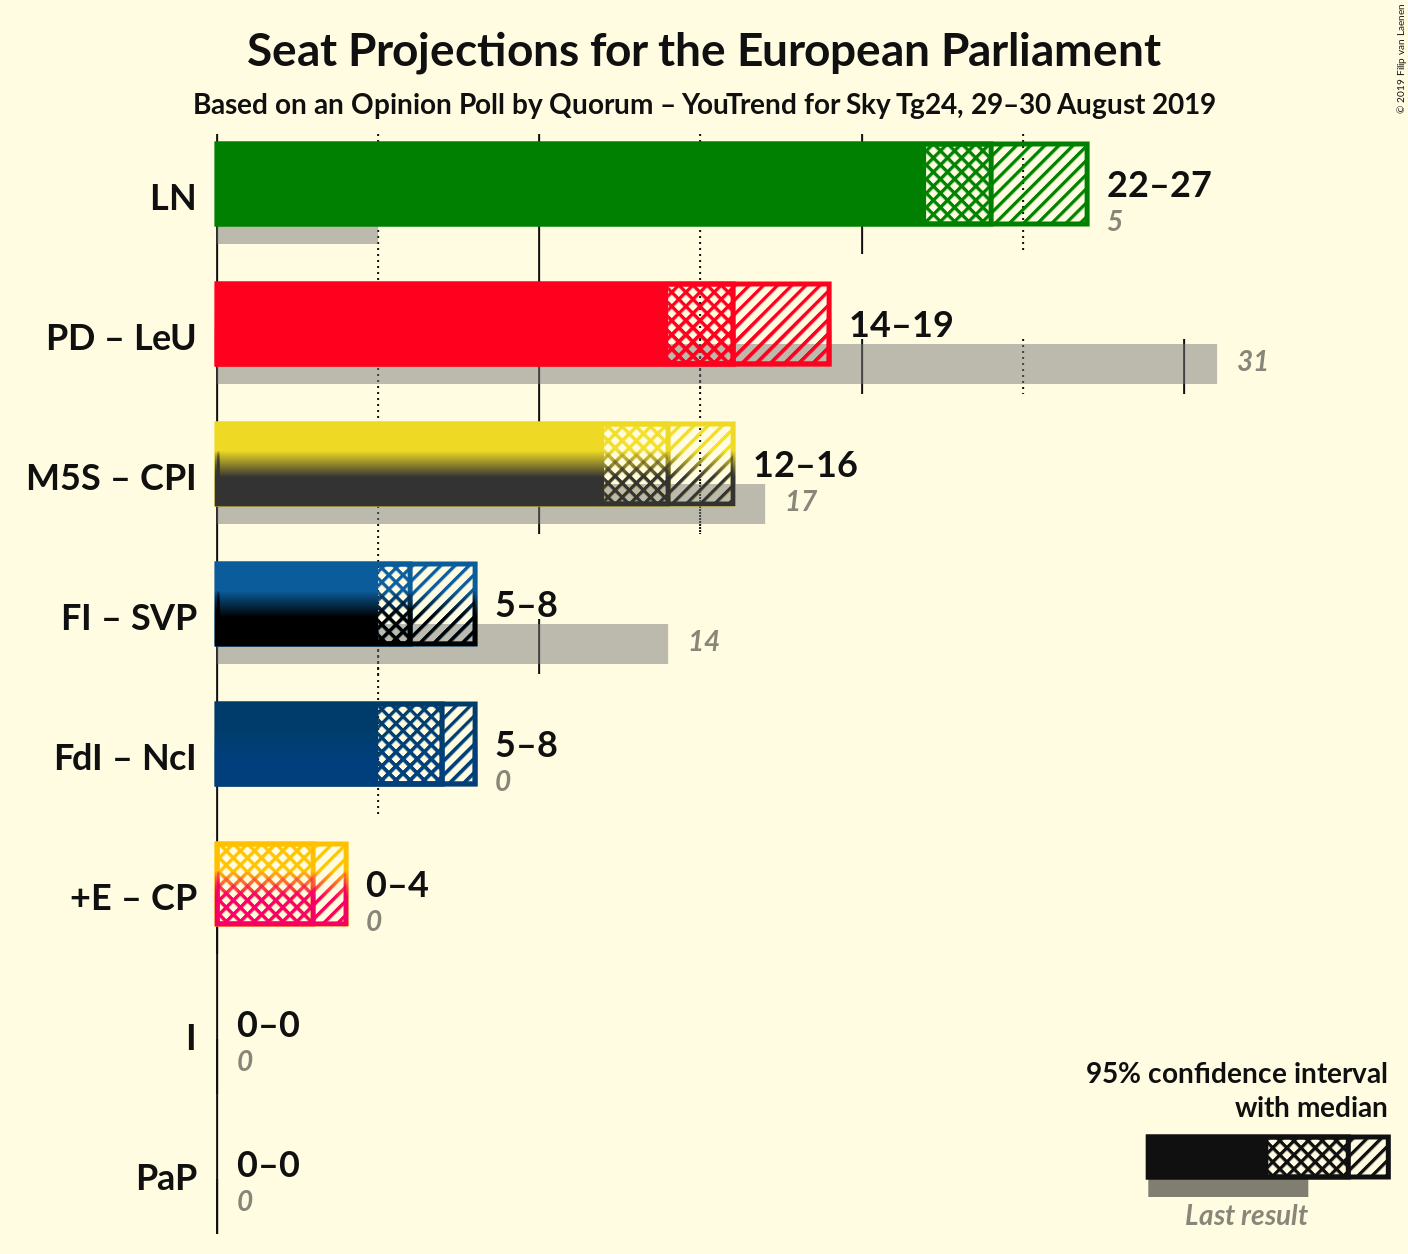 Seat Projections for the European Parliament
Based on an Opinion Poll by Quorum – YouTrend for Sky Tg24, 29–30 August 2019
© 2019 Filip van Laenen
LN
22–27
5
PD – LeU
14–19
31
M5S – CPI
12–16
17
FI – SVP
5–8
14
FdI – NcI
5–8
0
+E – CP
0–4
0
I
0–0
0
PaP
0–0
0
95% confidence interval
with median
Last result